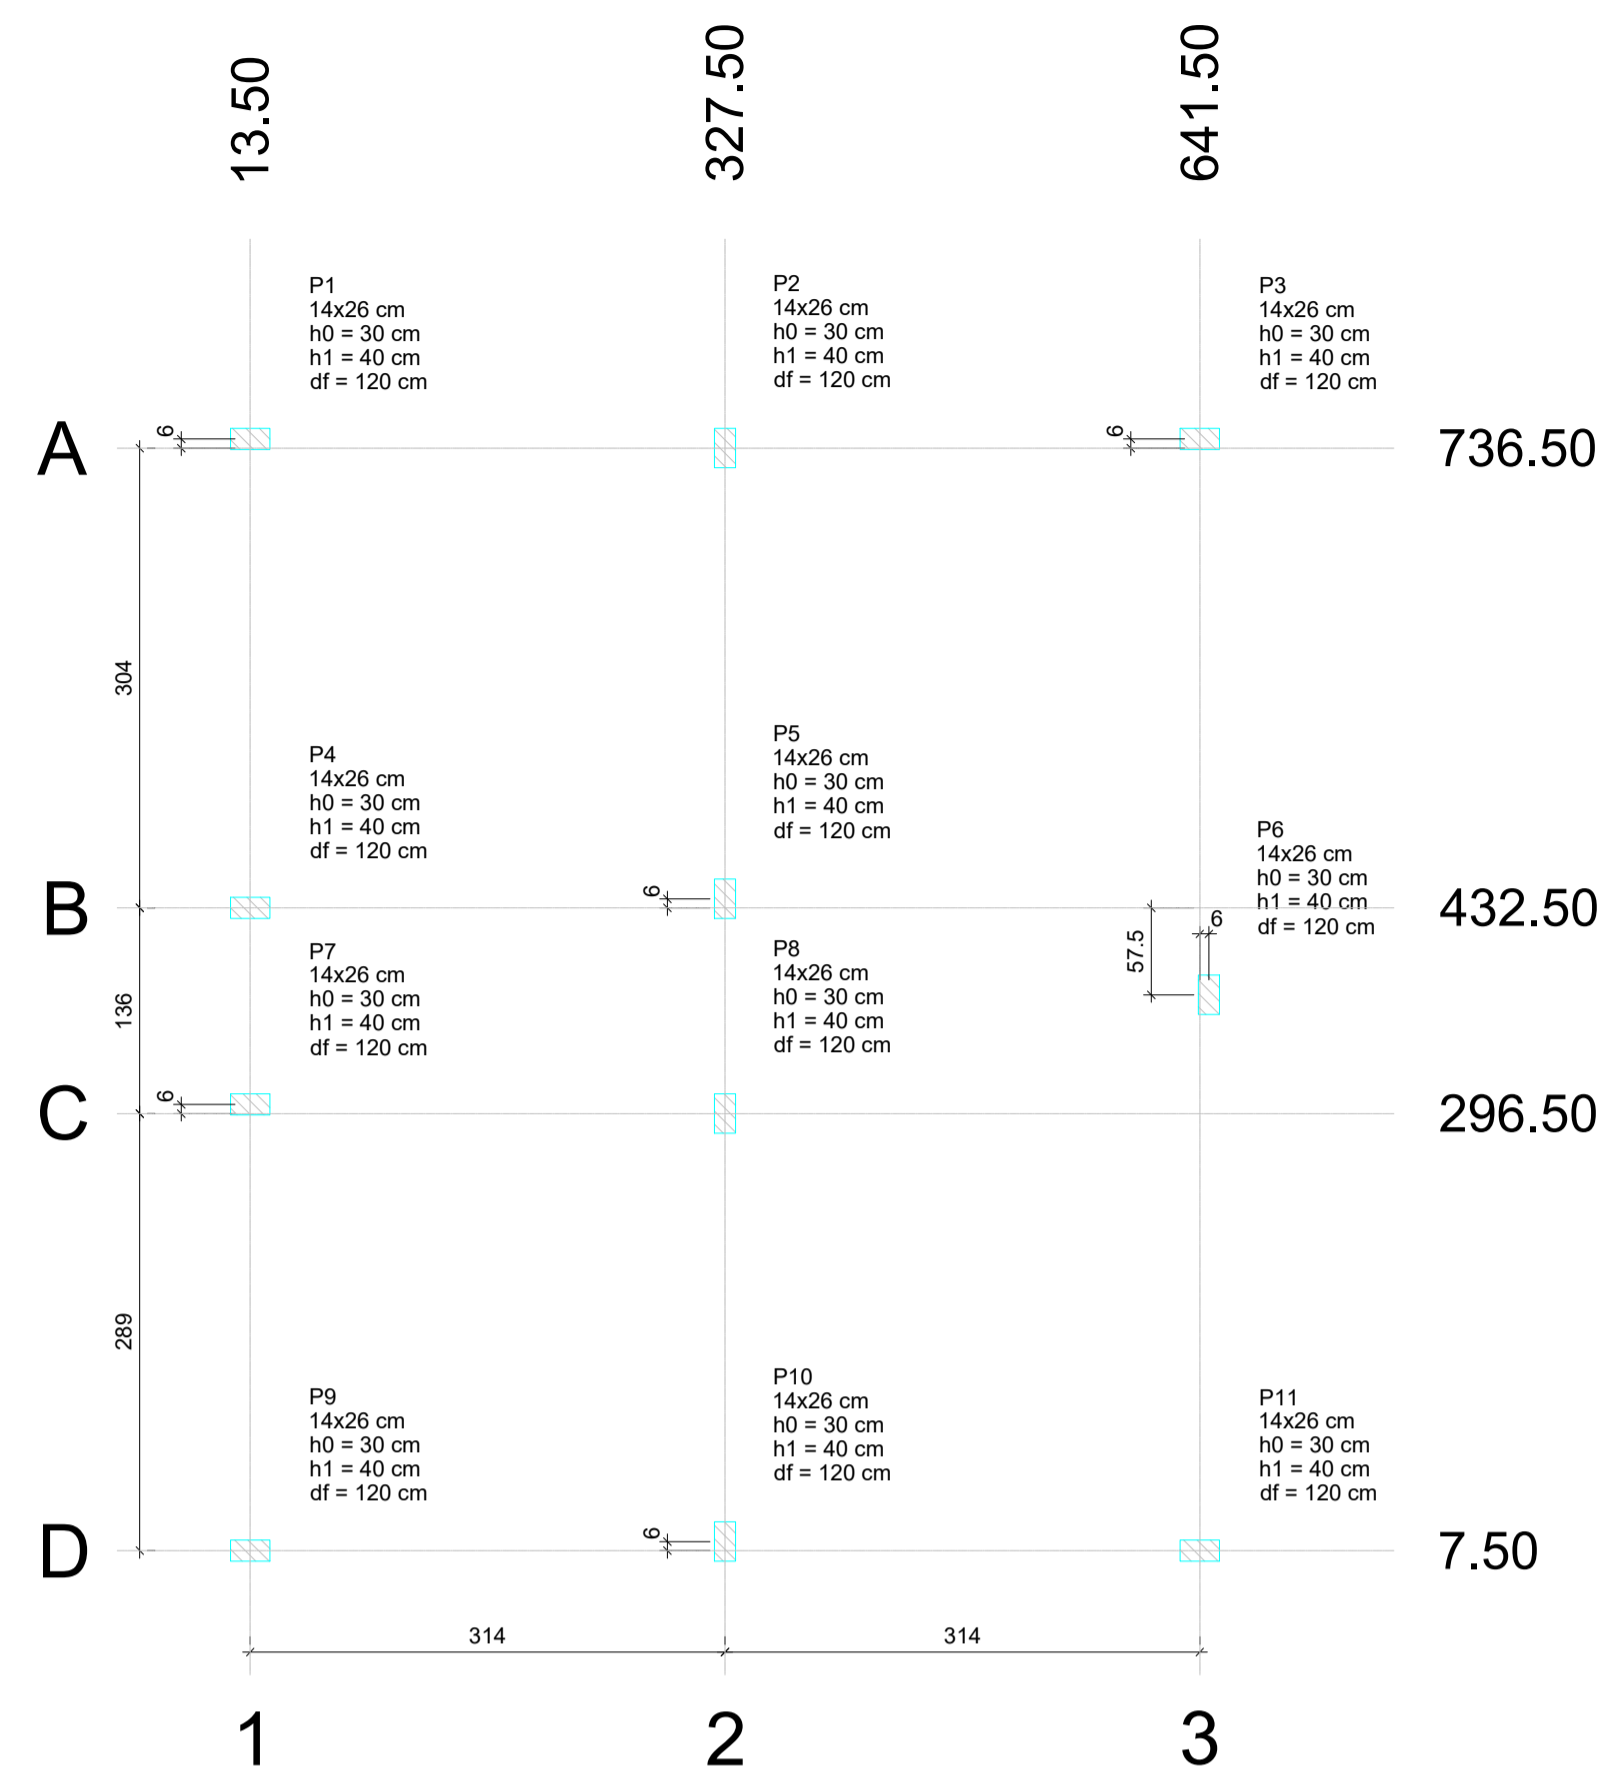 13.50
327.50
641.50
P1
14x26 cm
h0 = 30 cm
h1 = 40 cm
df = 120 cm
P2
14x26 cm
h0 = 30 cm
h1 = 40 cm
df = 120 cm
P3
14x26 cm
h0 = 30 cm
h1 = 40 cm
df = 120 cm
A
6
6
736.50
304
P4
14x26 cm
h0 = 30 cm
h1 = 40 cm
df = 120 cm
P5
14x26 cm
h0 = 30 cm
h1 = 40 cm
df = 120 cm
P6
14x26 cm
h0 = 30 cm
h1 = 40 cm
df = 120 cm
B
6
432.50
6
57.5
136
P7
14x26 cm
h0 = 30 cm
h1 = 40 cm
df = 120 cm
P8
14x26 cm
h0 = 30 cm
h1 = 40 cm
df = 120 cm
C
6
296.50
289
P9
14x26 cm
h0 = 30 cm
h1 = 40 cm
df = 120 cm
P10
14x26 cm
h0 = 30 cm
h1 = 40 cm
df = 120 cm
P11
14x26 cm
h0 = 30 cm
h1 = 40 cm
df = 120 cm
D
6
7.50
314
314
1
2
3